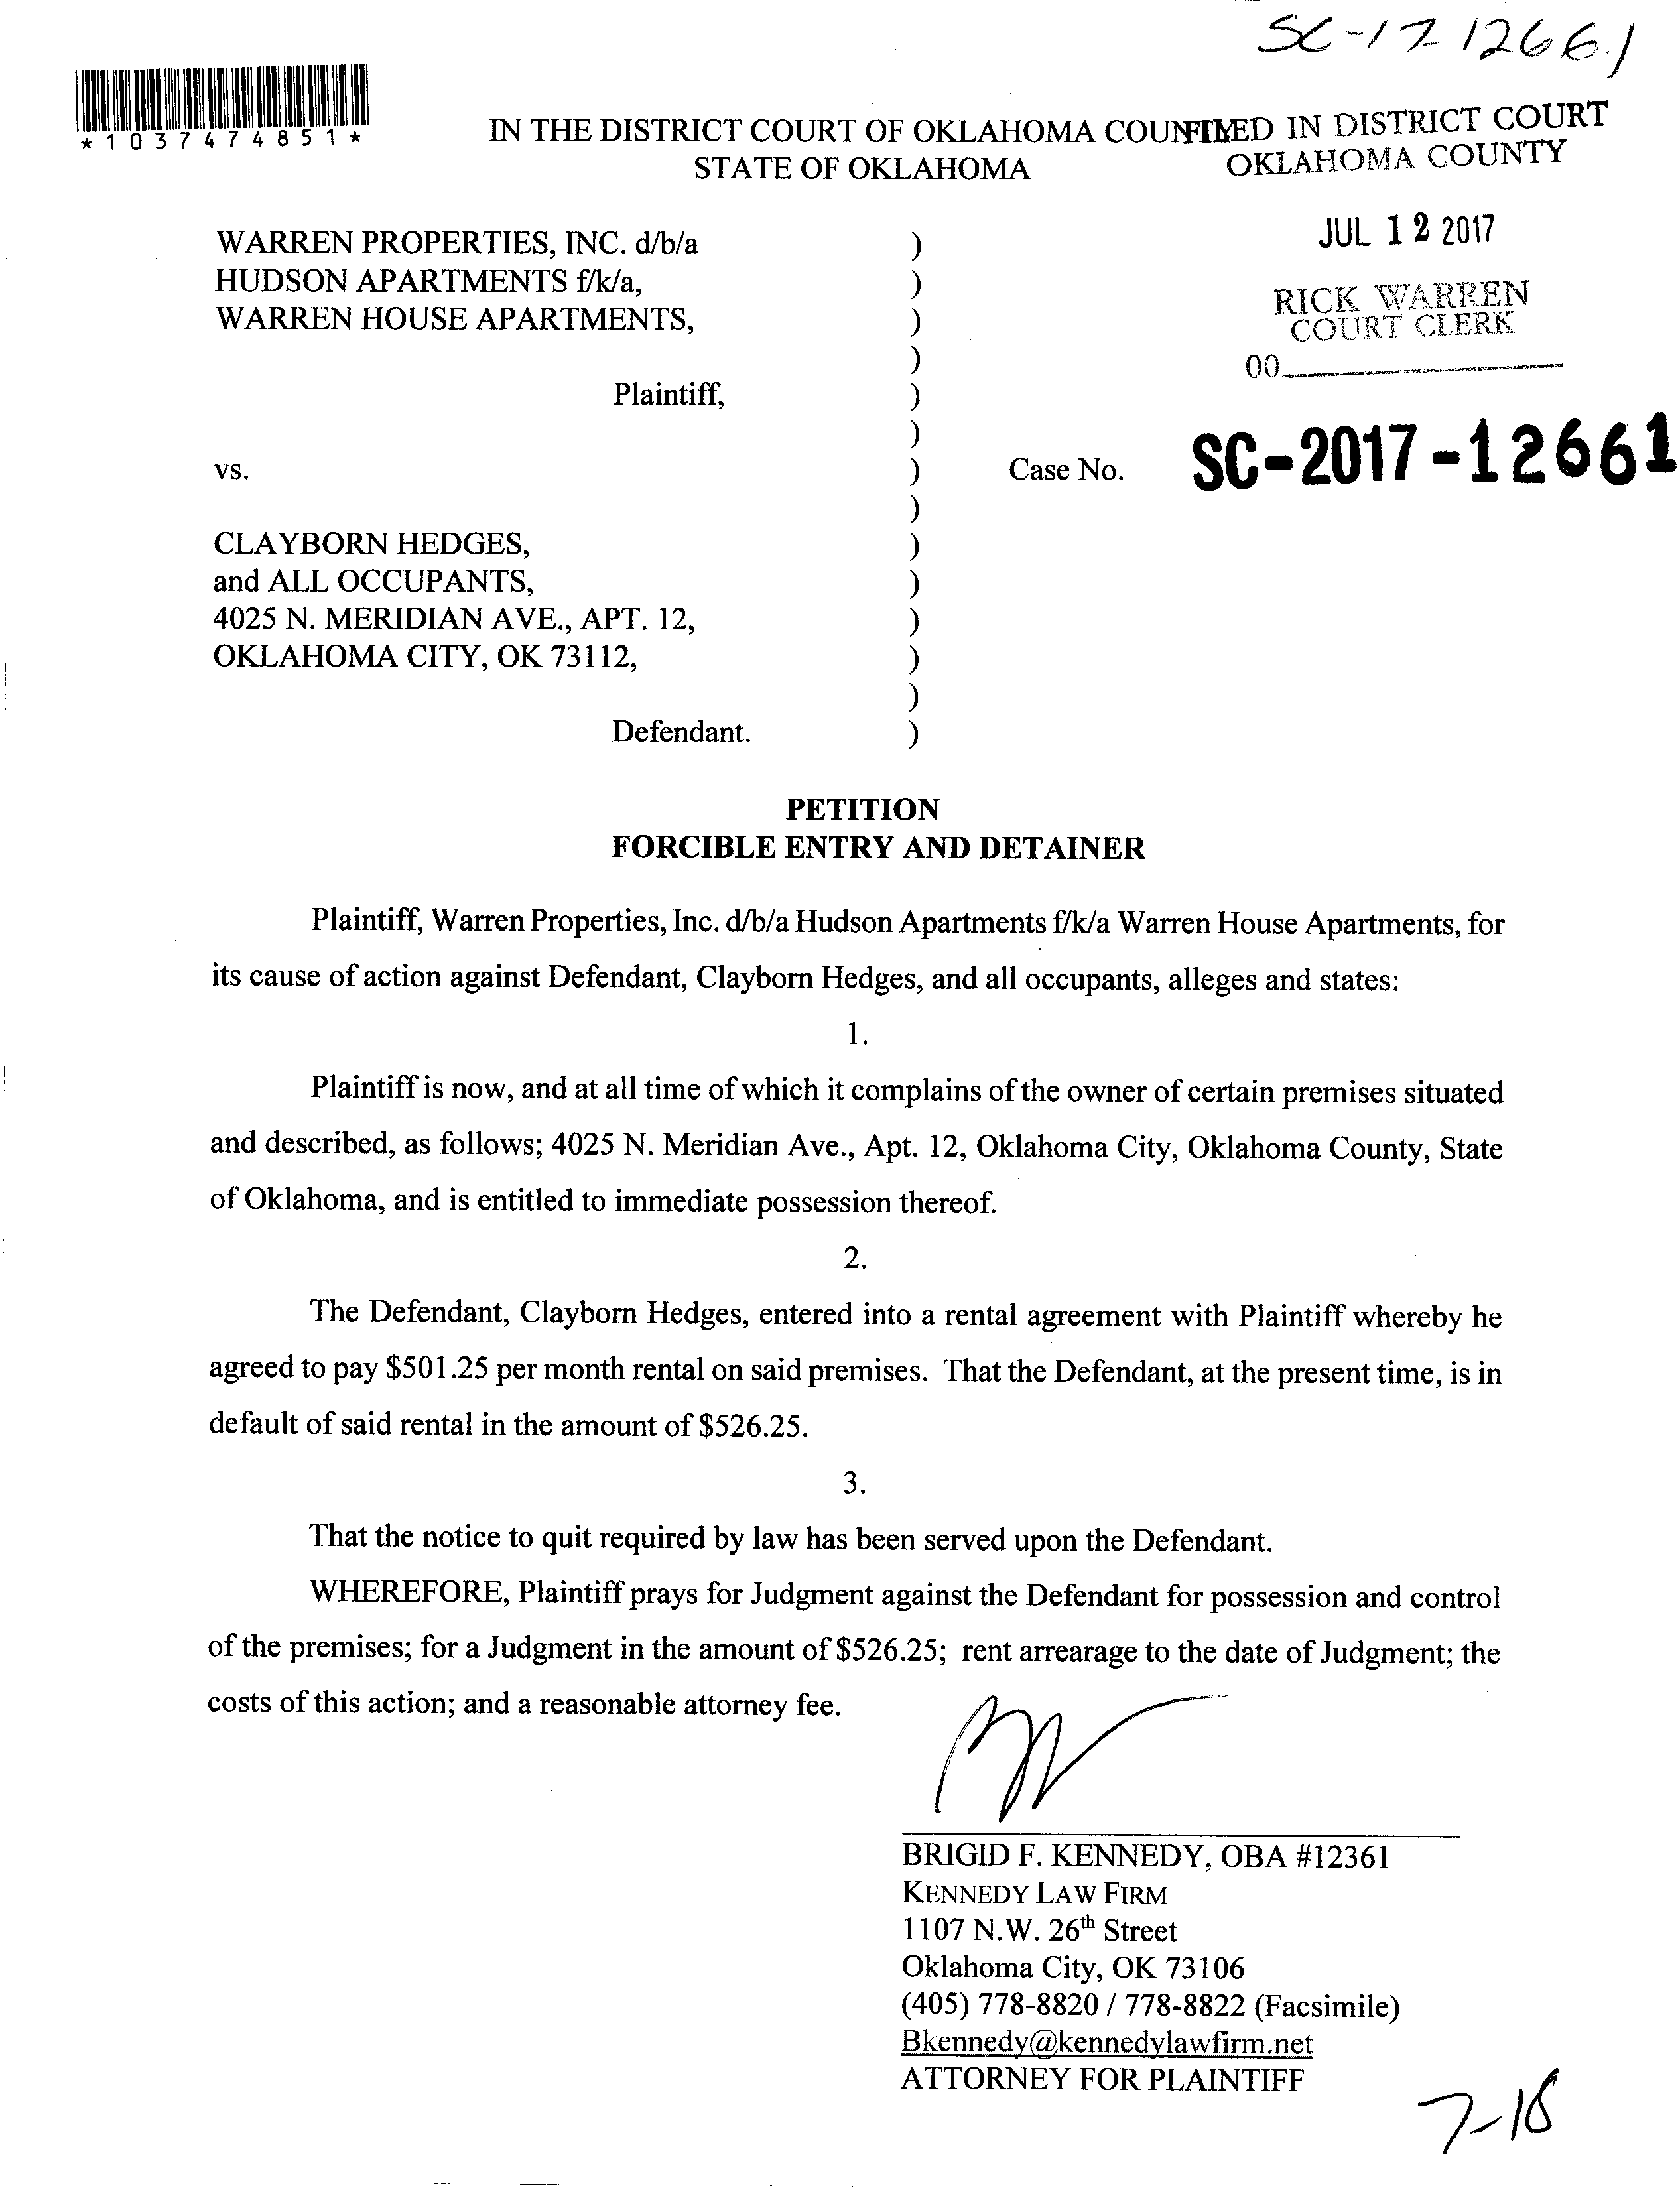 SC-17 12661
*1037474851*
IN THE DISTRICT COURT OF OKLAHOMA COUNTY
STATE OF OKLAHOMA
FILED IN DISTRICT COURT
OKLAHOMA COUNTY
JUL 12 2017
RICK WARREN
COURT CLERK
00
WARREN PROPERTIES, INC. d/b/a )
HUDSON APARTMENTS f/k/a, )
WARREN HOUSE APARTMENTS, )
)
Plaintiff, )
)
vs. ) Case No. SC-2017-12661
)
CLAYBORN HEDGES, )
and ALL OCCUPANTS, )
4025 N. MERIDIAN AVE., APT. 12, )
OKLAHOMA CITY, OK 73112, )
)
Defendant. )
PETITION
FORCIBLE ENTRY AND DETAINER
Plaintiff, Warren Properties, Inc. d/b/a Hudson Apartments f/k/a Warren House Apartments, for
its cause of action against Defendant, Clayborn Hedges, and all occupants, alleges and states:
1.
Plaintiff is now, and at all time of which it complains of the owner of certain premises situated
and described, as follows; 4025 N. Meridian Ave., Apt. 12, Oklahoma City, Oklahoma County, State
of Oklahoma, and is entitled to immediate possession thereof.
2.
The Defendant, Clayborn Hedges, entered into a rental agreement with Plaintiff whereby he
agreed to pay $501.25 per month rental on said premises. That the Defendant, at the present time, is in
default of said rental in the amount of $526.25.
3.
That the notice to quit required by law has been served upon the Defendant.
WHEREFORE, Plaintiff prays for Judgment against the Defendant for possession and control
of the premises; for a Judgment in the amount of $526.25; rent arrearage to the date of Judgment; the
costs of this action; and a reasonable attorney fee.
BRIGID F. KENNEDY, OBA #12361
KENNEDY LAW FIRM
1107 N.W. 26th Street
Oklahoma City, OK 73106
(405) 778-8820 / 778-8822 (Facsimile)
Bkennedy@kennedylawfirm.net
ATTORNEY FOR PLAINTIFF
7-18